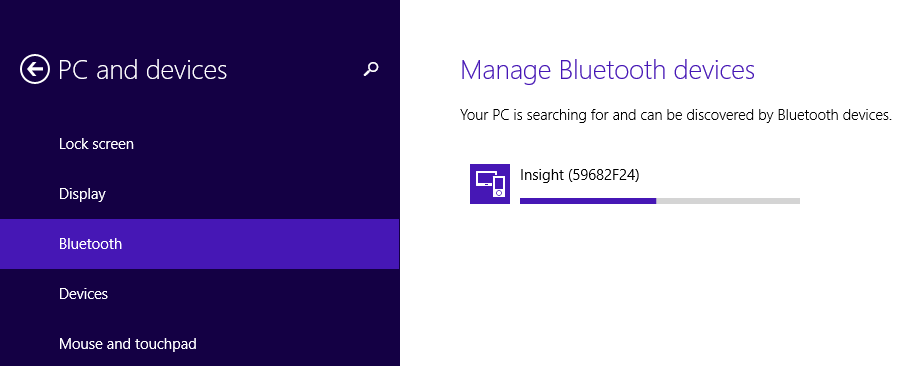 PC and devices
Lock screen
Display
Bluetooth
Devices
Mouse and touchpad
Manage Bluetooth devices
Your PC is searching for and can be discovered by Bluetooth devices.
Insight (59682F24)